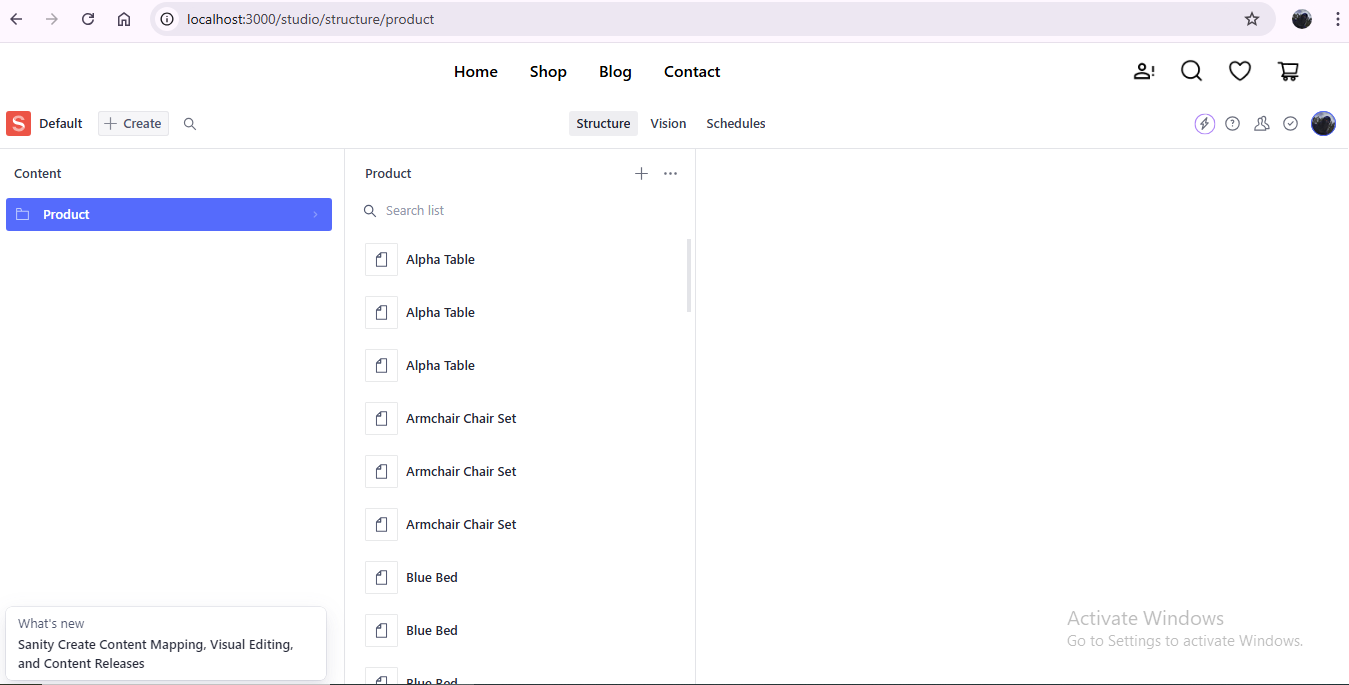 localhost:3000/studio/structure/product
Home Shop Blog Contact
S Default + Create Structure Vision Schedules
Content
Product
What's new
Sanity Create Content Mapping, Visual Editing,
and Content Releases
Product
Search list
Alpha Table
Alpha Table
Alpha Table
Armchair Chair Set
Armchair Chair Set
Armchair Chair Set
Blue Bed
Blue Bed
Blue Bed
Activate Windows
Go to Settings to activate Windows.